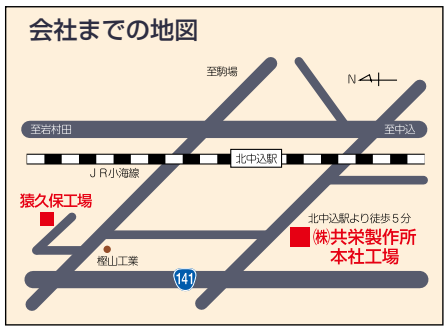 会社までの地図
至駒場
N
至岩村田
至中込
北中込駅
JR小海線
猿久保工場
北中込駅より徒歩5分
㈱共栄製作所
本社工場
樫山工業
141